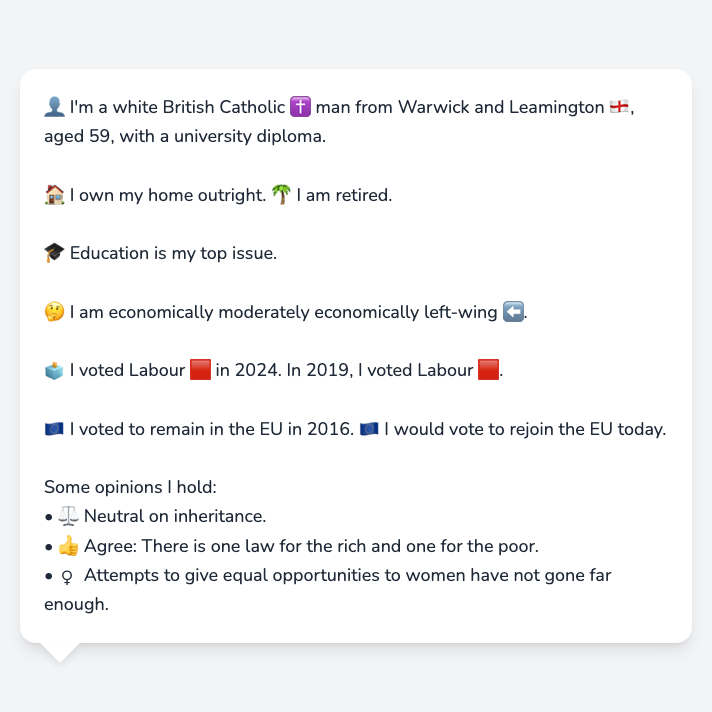 👤 I'm a white British Catholic ✝️ man from Warwick and Leamington 🏴󠁧󠁢󠁥󠁮󠁧󠁿,
aged 59, with a university diploma.
🏠 I own my home outright. 🌴 I am retired.
🎓 Education is my top issue.
🤔 I am economically moderately economically left-wing ⬅️.
🗳️ I voted Labour 🟥 in 2024. In 2019, I voted Labour 🟥.
🇪🇺 I voted to remain in the EU in 2016. 🇪🇺 I would vote to rejoin the EU today.
Some opinions I hold:
• ⚖️ Neutral on inheritance.
• 👍 Agree: There is one law for the rich and one for the poor.
• ♀ Attempts to give equal opportunities to women have not gone far
enough.